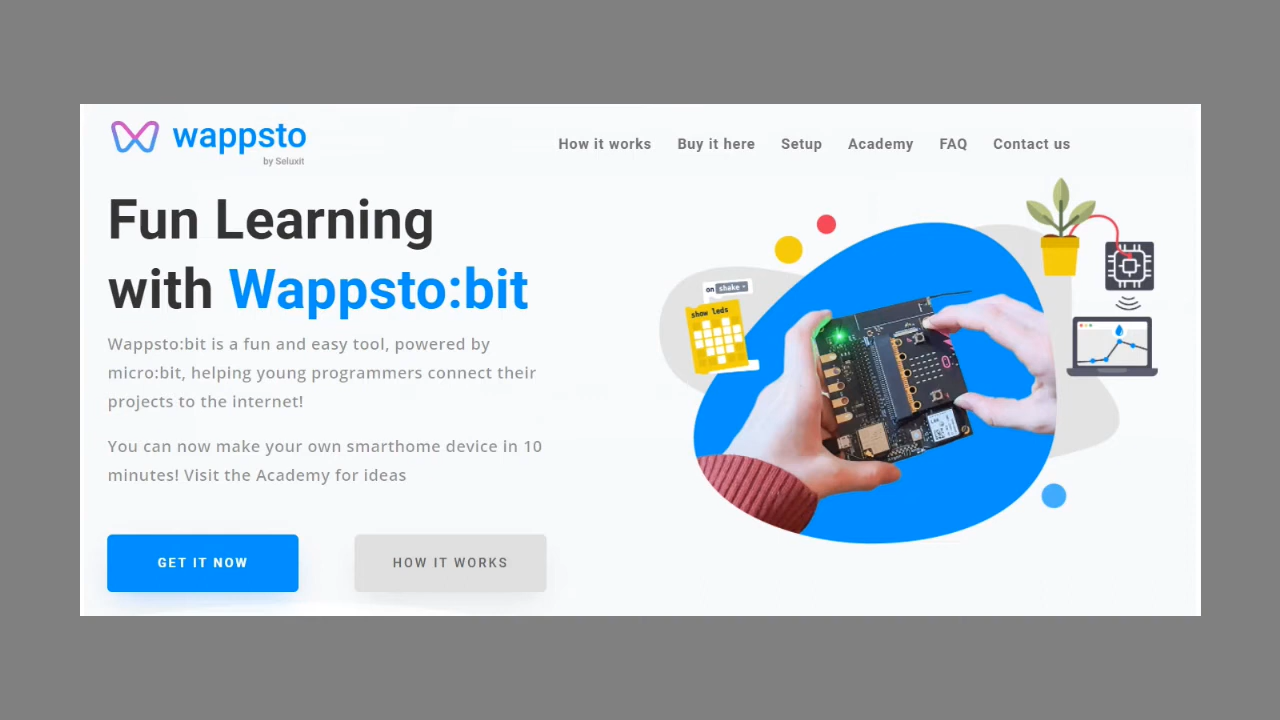 wappsto
by Seluxit
How it works Buy it here Setup Academy FAQ Contact us
Fun Learning
with Wappsto:bit
Wappsto:bit is a fun and easy tool, powered by
micro:bit, helping young programmers connect their
projects to the internet!
You can now make your own smarthome device in 10
minutes! Visit the Academy for ideas
GET IT NOW
HOW IT WORKS
on shake
show leds